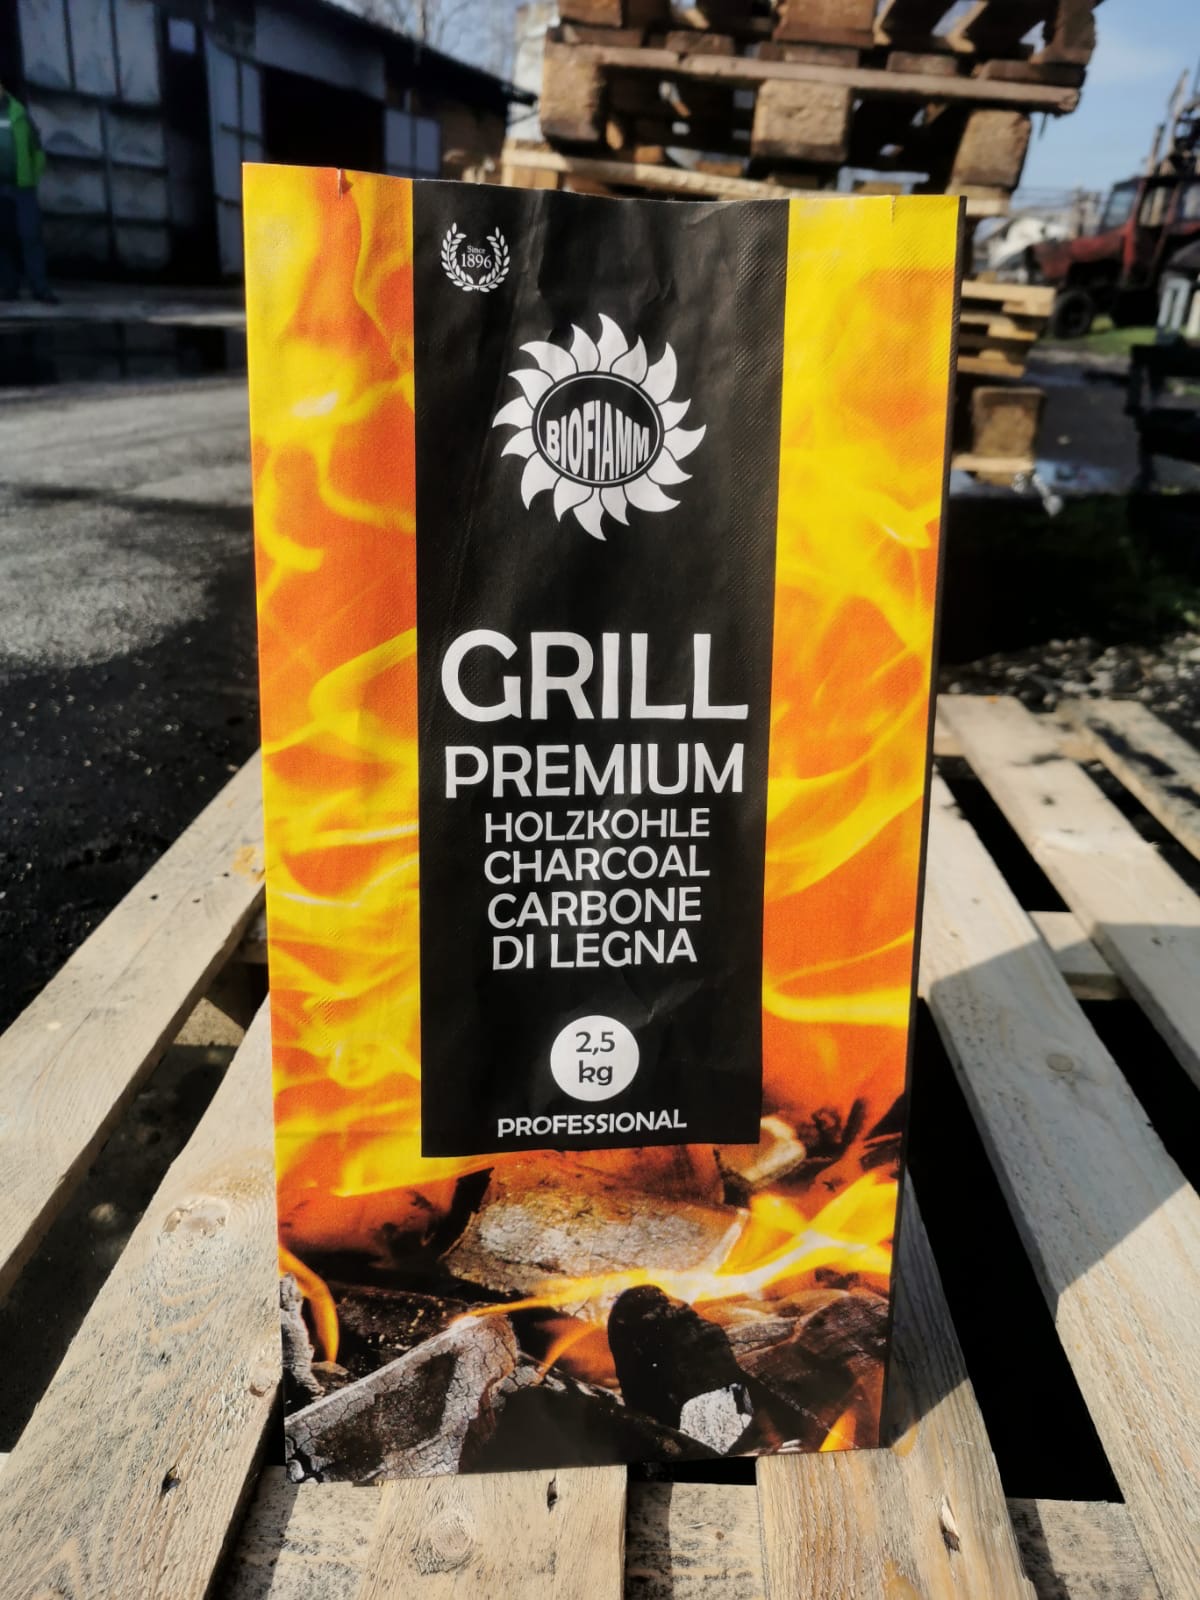 Since
1896
BIOFIAMM
GRILL
PREMIUM
HOLZKOHLE
CHARCOAL
CARBONE
DI LEGNA
2,5
kg
PROFESSIONAL